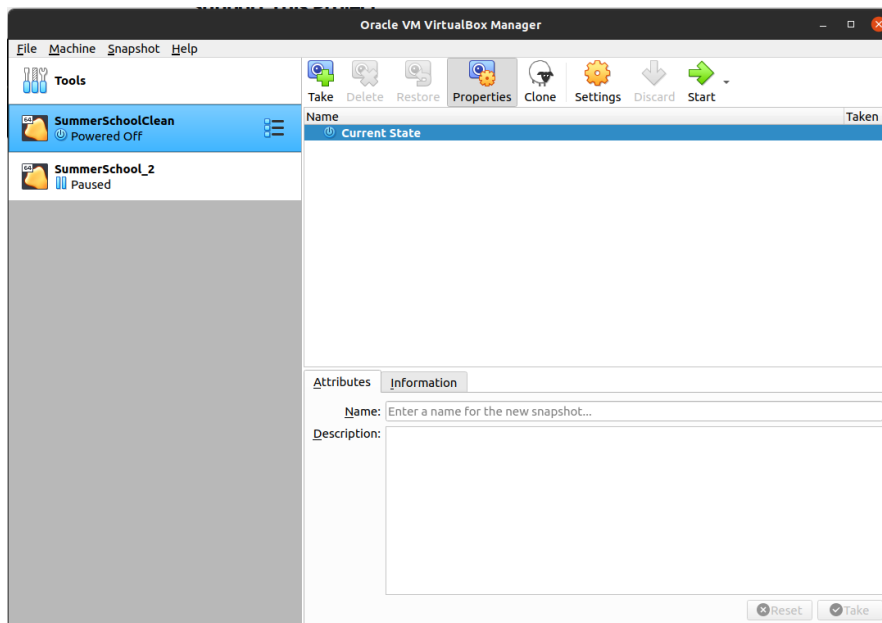 Oracle VM VirtualBox Manager
File Machine Snapshot Help
Tools
Take Delete Restore Properties Clone Settings Discard Start
64
SummerSchoolClean
Powered Off
Name Taken
Current State
64
SummerSchool_2
Paused
Attributes Information
Name: Enter a name for the new snapshot...
Description:
Reset Take